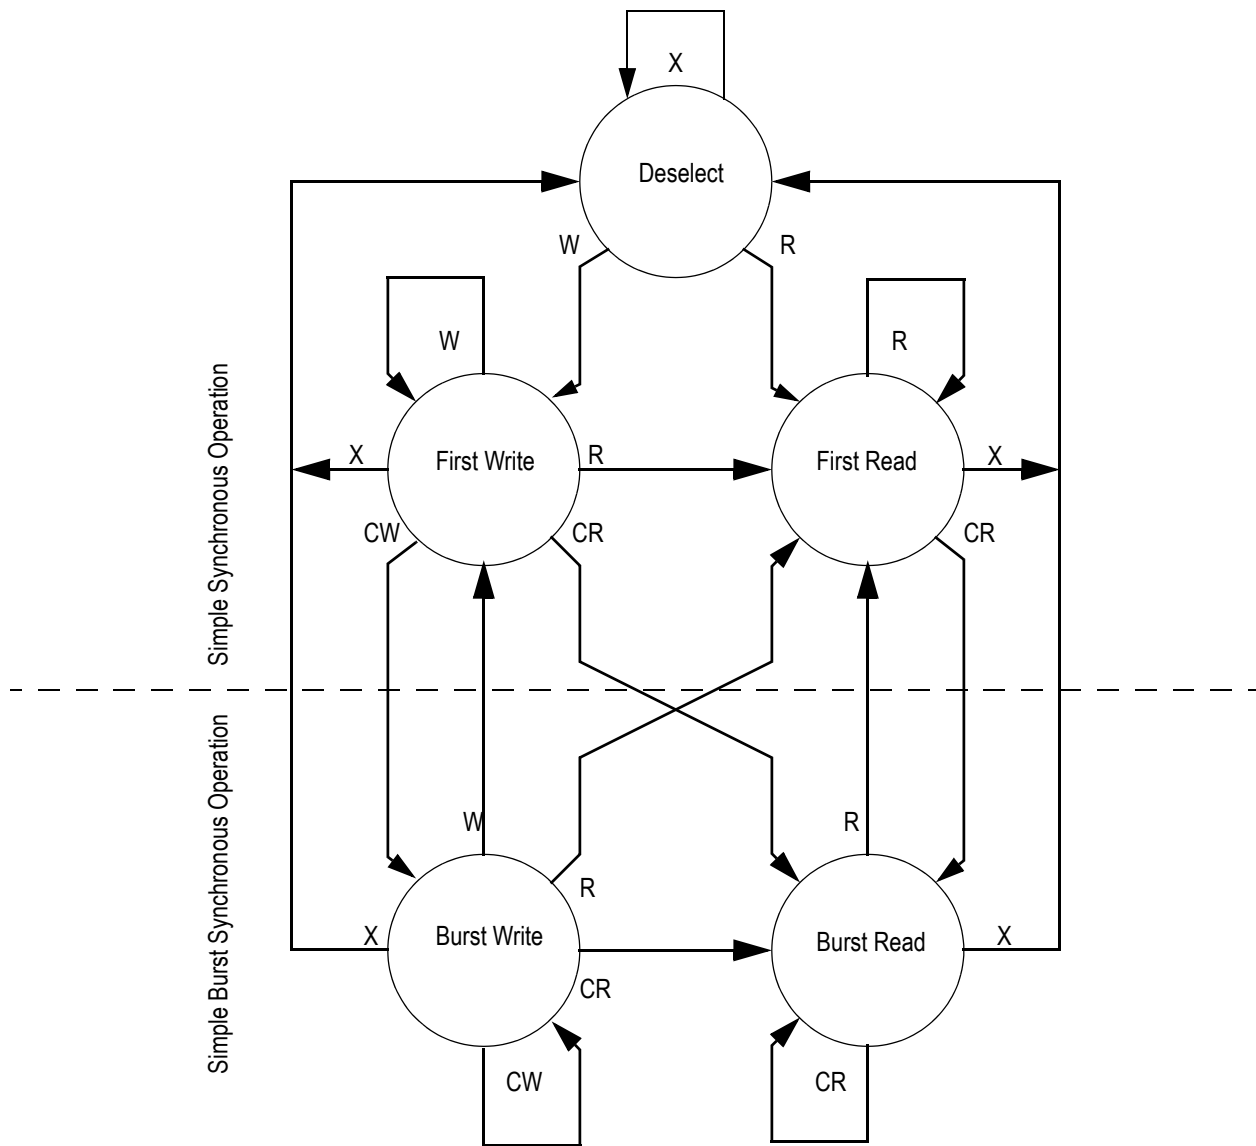 X
Deselect
W
R
W
R
X
First Write
R
First Read
X
CW
CR
CR
Simple Synchronous Operation
Simple Burst Synchronous Operation
W
R
R
X
Burst Write
Burst Read
X
CR
CW
CR